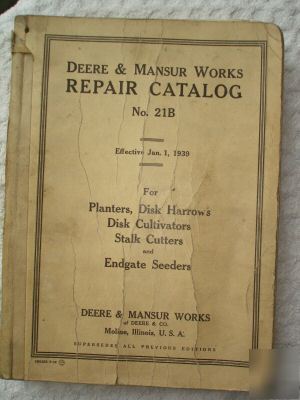 DEERE & MANSUR WORKS
REPAIR CATALOG
No. 21B
Effective Jan. 1, 1939
For
Planters, Disk Harrows
Disk Cultivators
Stalk Cutters
and
Endgate Seeders
DEERE & MANSUR WORKS
of DEERE & CO.
Moline, Illinois, U. S. A.
SUPERSEDES ALL PREVIOUS EDITIONS